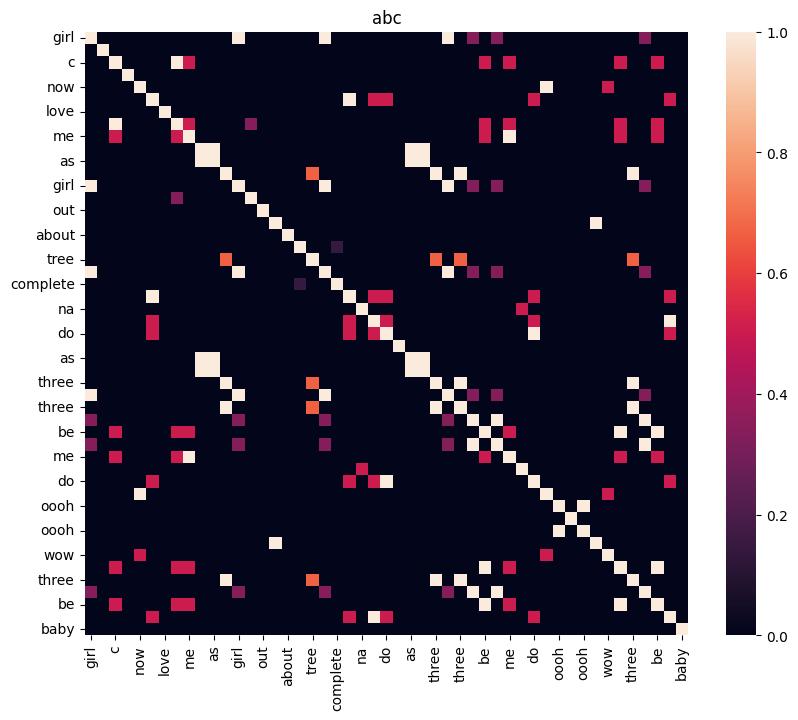 abc
girl
c
now
love
me
as
girl
out
about
tree
complete
na
do
as
three
three
be
me
do
oooh
oooh
wow
three
be
baby
girl c now love me as girl out about tree complete na do as three three be me do oooh oooh wow three be baby
1.0
0.8
0.6
0.4
0.2
0.0